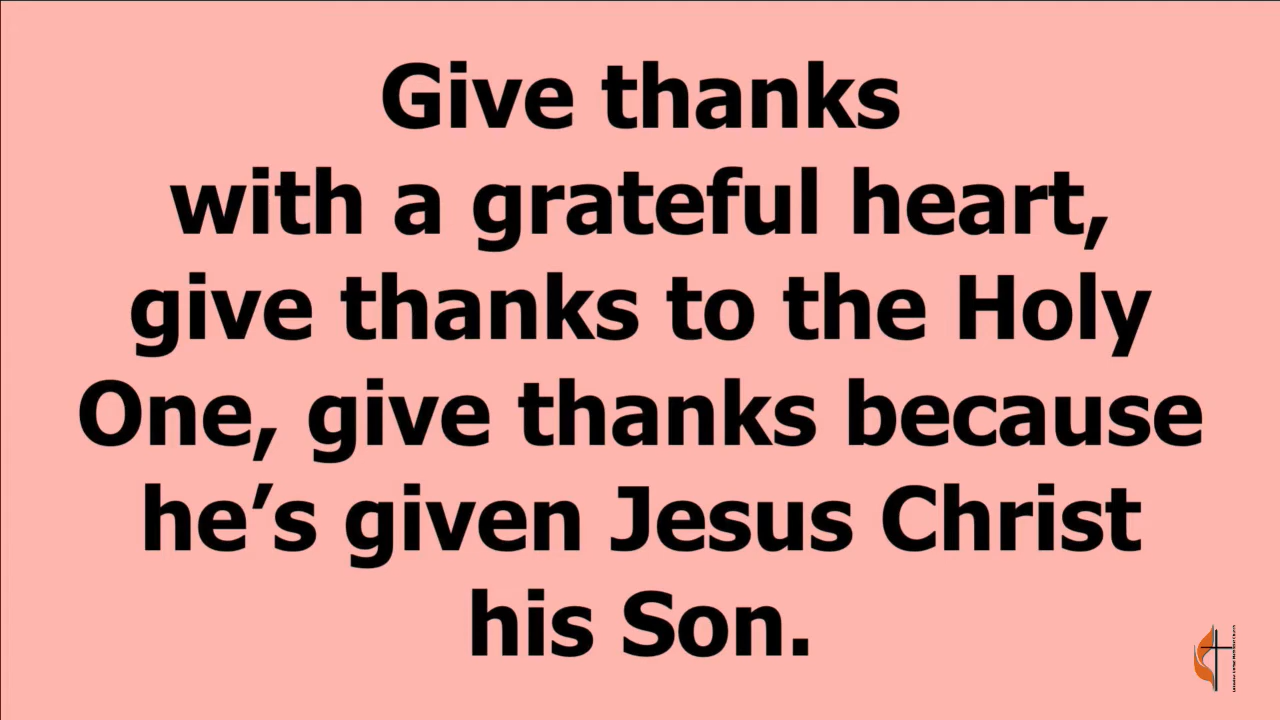 Give thanks
with a grateful heart,
give thanks to the Holy
One, give thanks because
he’s given Jesus Christ
his Son.